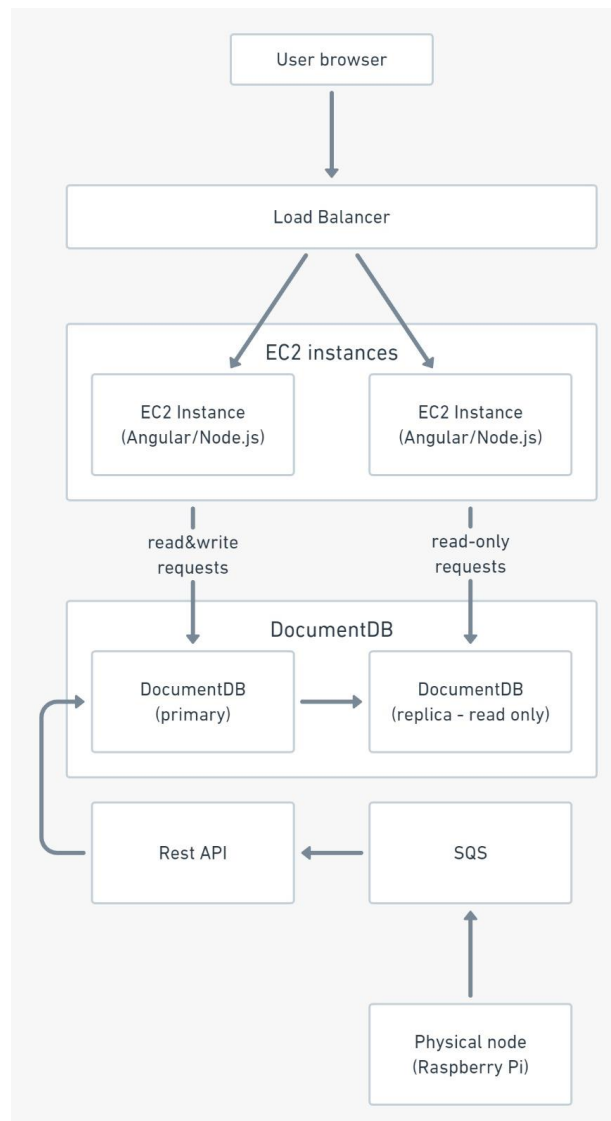 User browser
Load Balancer
EC2 instances
EC2 Instance
(Angular/Node.js)
EC2 Instance
(Angular/Node.js)
read&write
requests
read-only
requests
DocumentDB
DocumentDB
(primary)
DocumentDB
(replica - read only)
Rest API
SQS
Physical node
(Raspberry Pi)